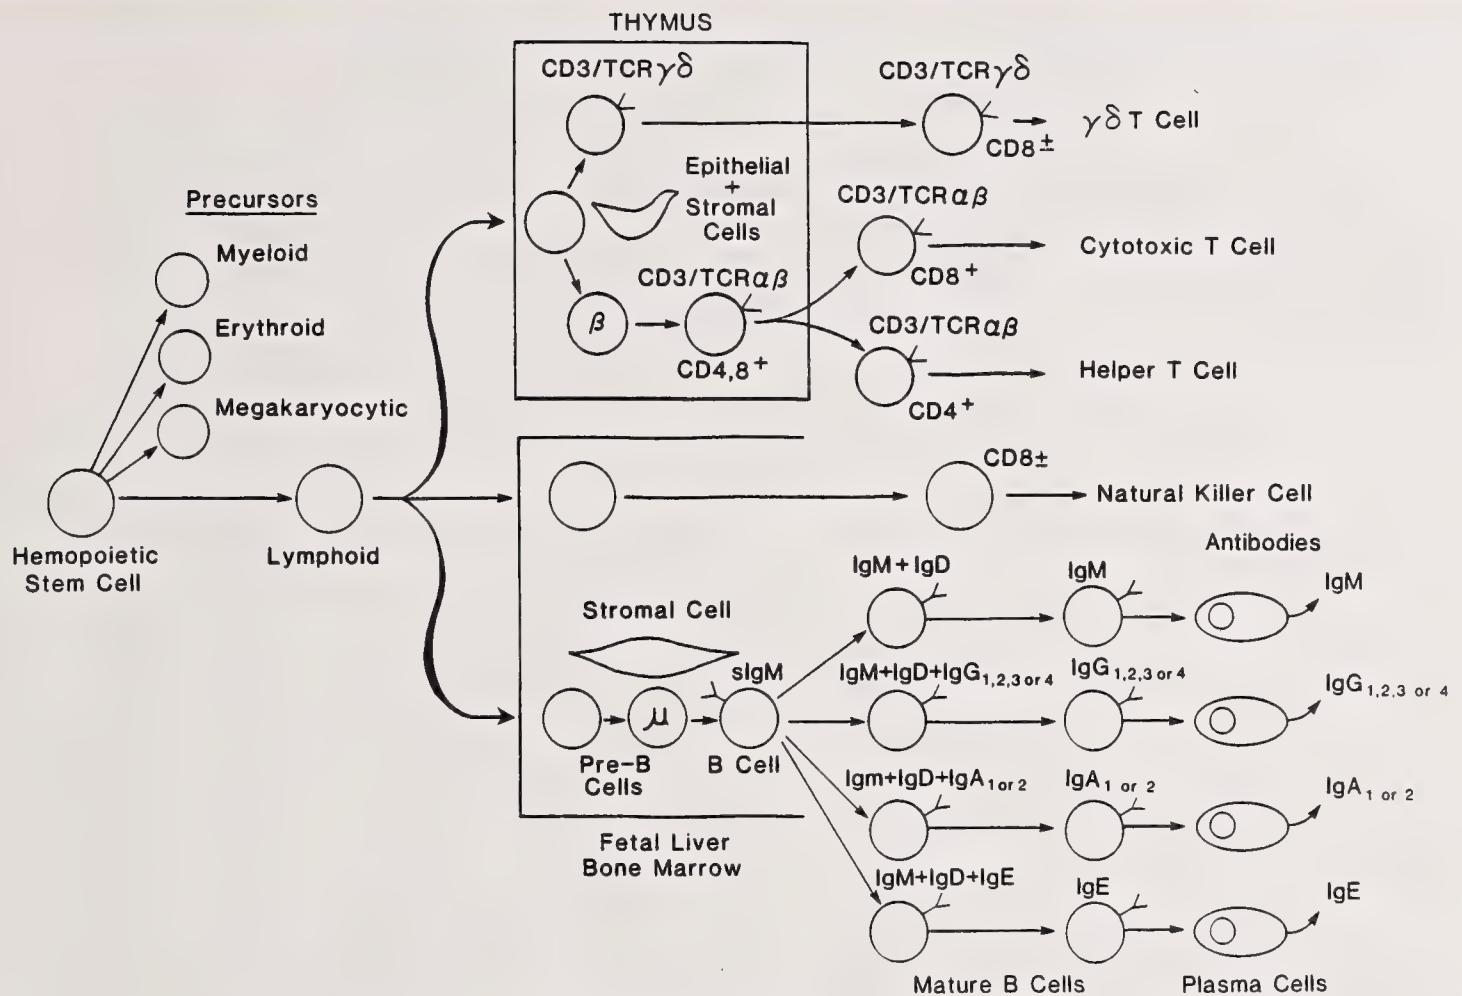 THYMUS
CD3/TCRγδ
CD3/TCRγδ
CD8±
γδ T Cell
Epithelial
+
Stromal
Cells
Precursors
Myeloid
Erythroid
Megakaryocytic
CD3/TCRαβ
CD8+
Cytotoxic T Cell
CD3/TCRαβ
β
CD4,8+
CD3/TCRαβ
CD4+
Helper T Cell
Hemopoietic
Stem Cell
Lymphoid
CD8±
Natural Killer Cell
Antibodies
IgM + IgD
IgM
IgM
Stromal Cell
sIgM
μ
Pre-B
Cells
B Cell
IgM+IgD+IgG1,2,3 or 4
IgG1,2,3 or 4
IgG1,2,3 or 4
Igm+IgD+IgA1 or 2
IgA1 or 2
IgA1 or 2
Fetal Liver
Bone Marrow
IgM+IgD+IgE
IgE
IgE
Mature B Cells
Plasma Cells